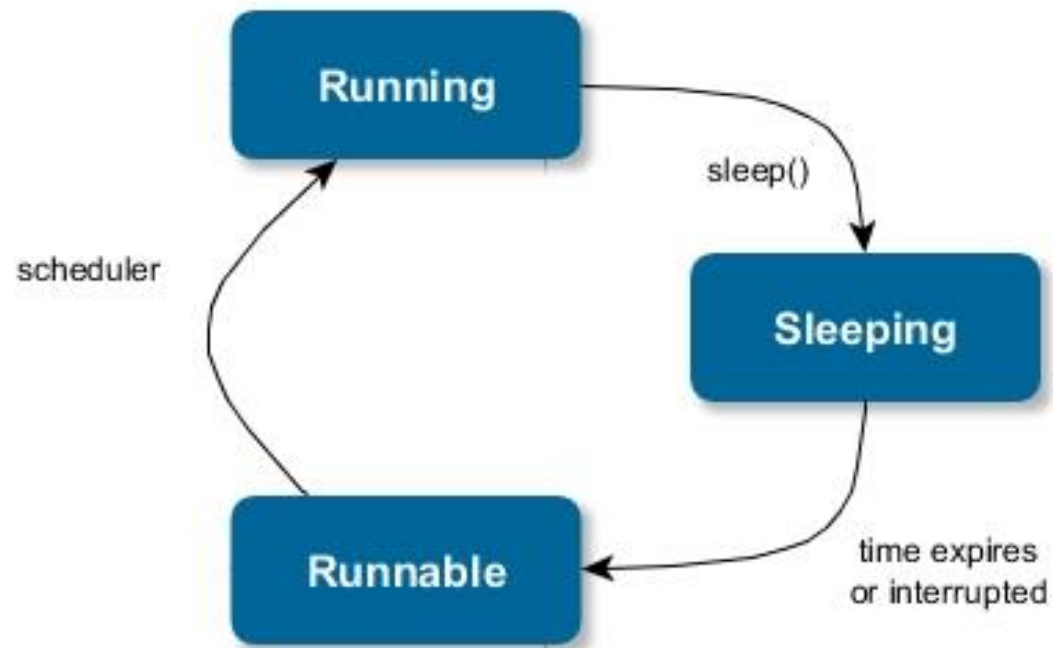 Running
sleep()
scheduler
Sleeping
Runnable
time expires
or interrupted